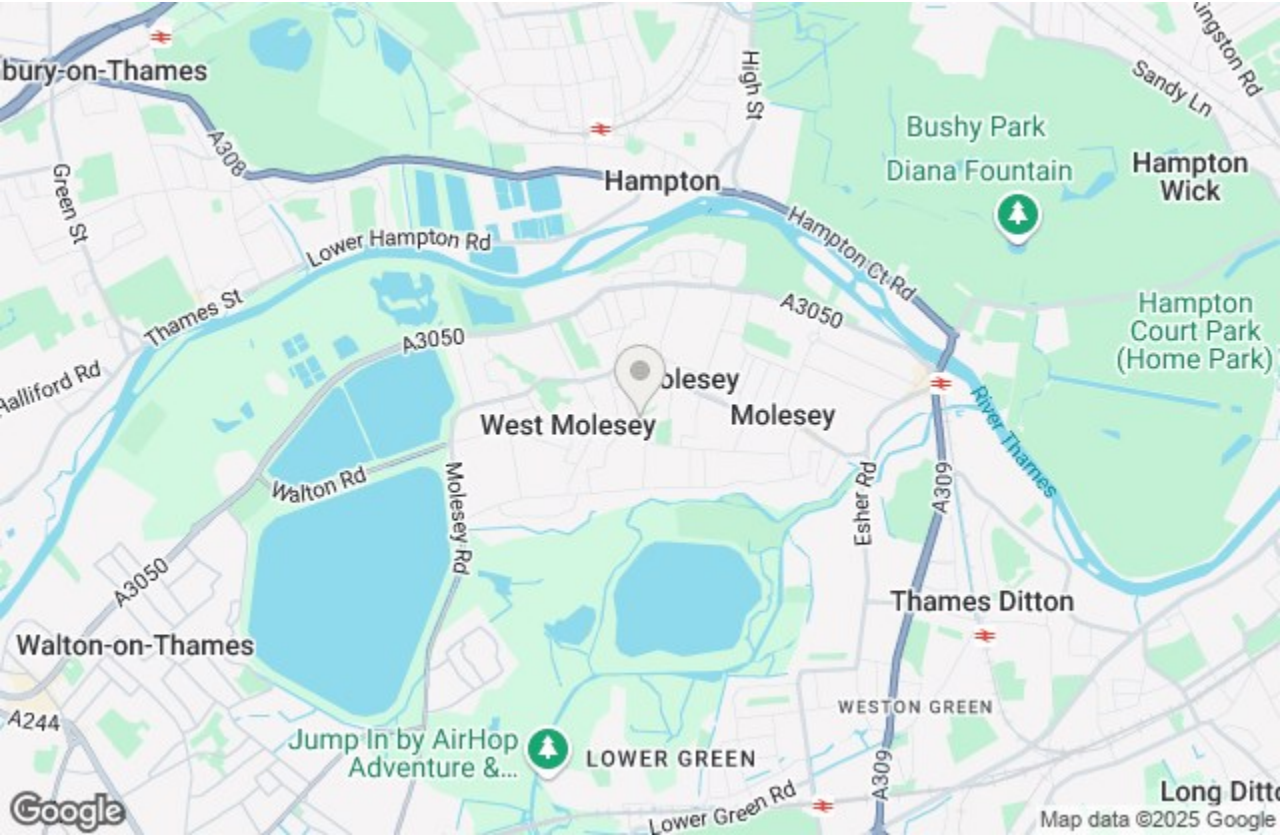 bury-on-Thames
High St
Kingston Rd
Sandy Ln
A308
Bushy Park
Diana Fountain
Hampton
Wick
Hampton
Green St
Lower Hampton Rd
Hampton Ct Rd
Thames St
A3050
A3050
Hampton
Court Park
(Home Park)
Halliford Rd
olesey
West Molesey
Molesey
River Thames
Walton Rd
Molesey Rd
Esher Rd
A309
A3050
Thames Ditton
Walton-on-Thames
WESTON GREEN
A244
Jump In by AirHop
Adventure &...
LOWER GREEN
A309
Long Ditto
Lower Green Rd
Google
Map data ©2025 Google